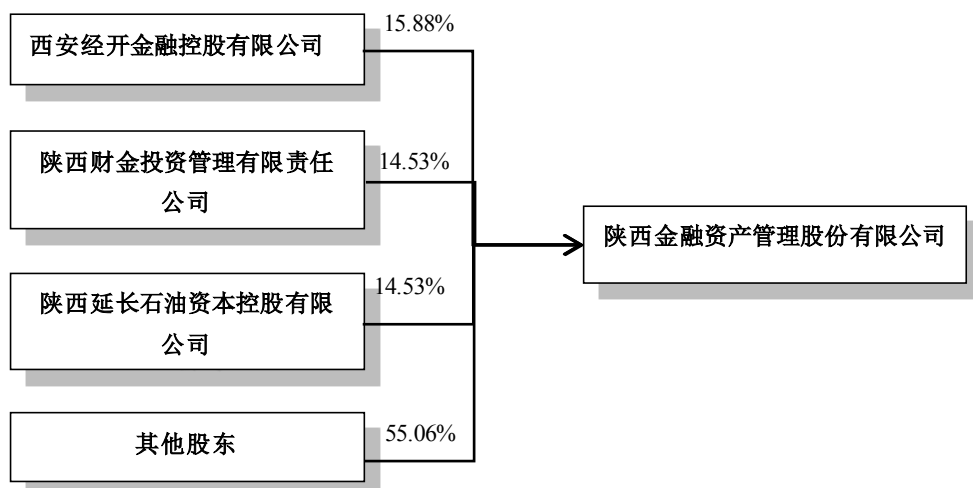 15.88%
西安经开金融控股有限公司
陕西财金投资管理有限责任
公司
14.53%
陕西金融资产管理股份有限公司
14.53%
陕西延长石油资本控股有限
公司
55.06%
其他股东